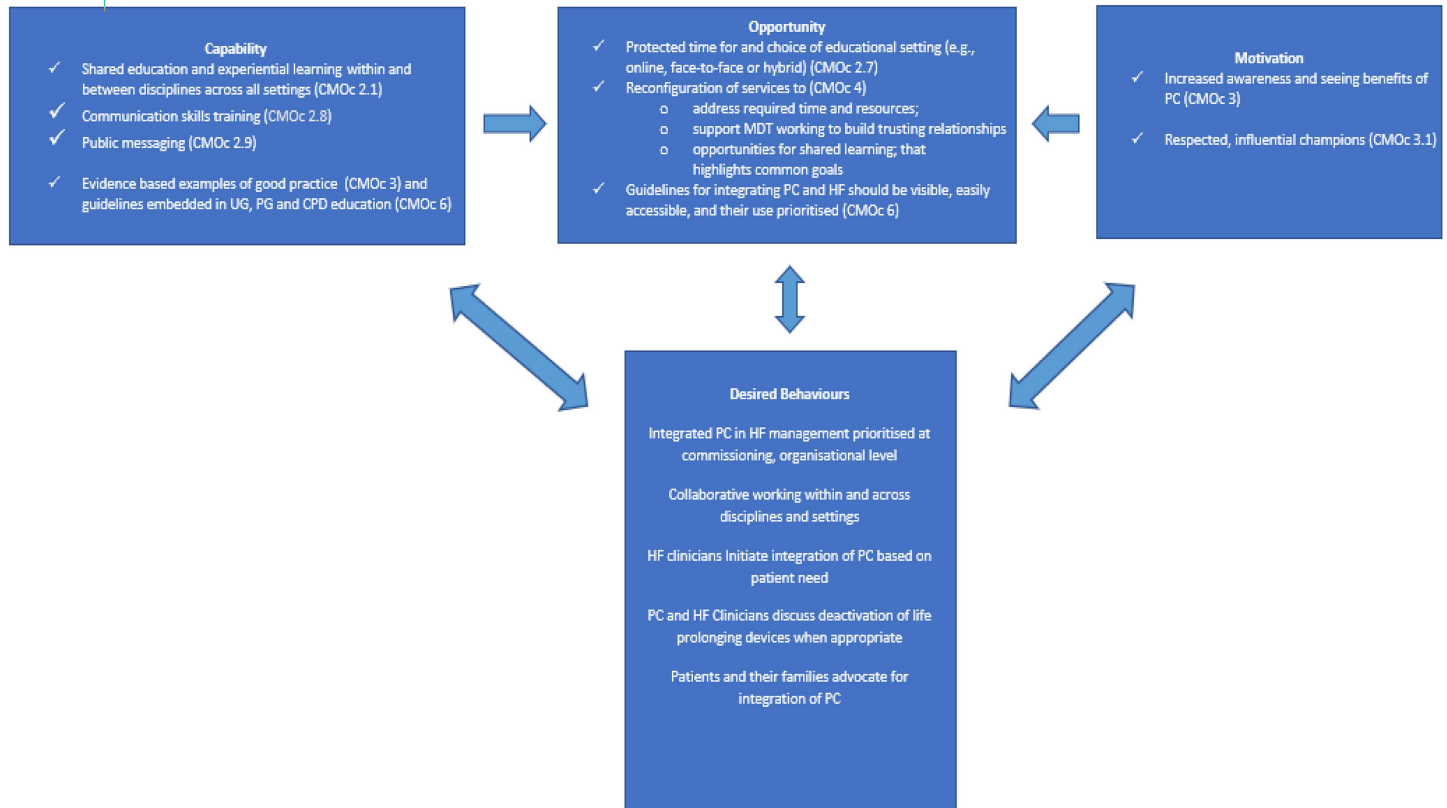 Capability
✓ Shared education and experiential learning within and
between disciplines across all settings (CMOc 2.1)
✓ Communication skills training (CMOc 2.8)
✓ Public messaging (CMOc 2.9)
✓ Evidence based examples of good practice (CMOc 3) and
guidelines embedded in UG, PG and CPD education (CMOc 6)
Opportunity
✓ Protected time for and choice of educational setting (e.g.,
online, face-to-face or hybrid) (CMOc 2.7)
✓ Reconfiguration of services to (CMOc 4)
o address required time and resources;
o support MDT working to build trusting relationships
o opportunities for shared learning; that
highlights common goals
✓ Guidelines for integrating PC and HF should be visible, easily
accessible, and their use prioritised (CMOc 6)
Motivation
✓ Increased awareness and seeing benefits of
PC (CMOc 3)
✓ Respected, influential champions (CMOc 3.1)
Desired Behaviours
Integrated PC in HF management prioritised at
commissioning, organisational level
Collaborative working within and across
disciplines and settings
HF clinicians Initiate integration of PC based on
patient need
PC and HF Clinicians discuss deactivation of life
prolonging devices when appropriate
Patients and their families advocate for
integration of PC